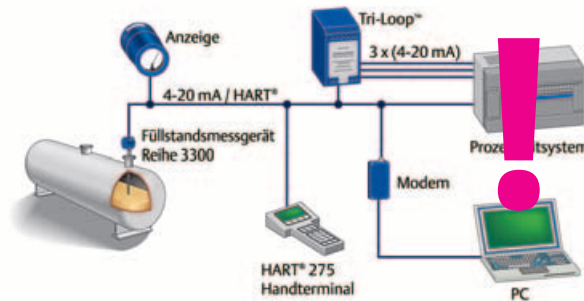 Tri-Loop™
Anzeige
3 x (4-20 mA)
4-20 mA / HART®
Füllstandsmessgerät
Reihe 3300
Modem
HART® 275
Handterminal
PC